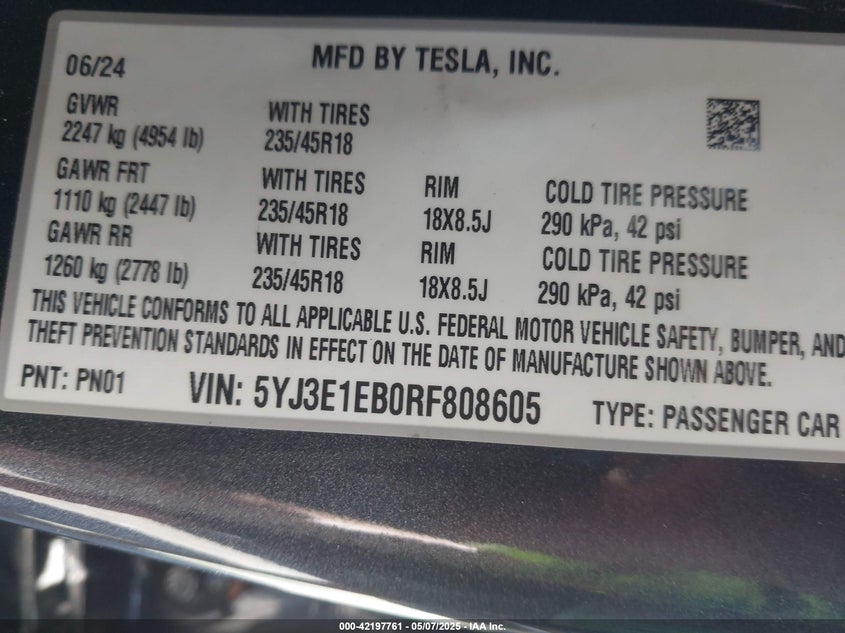 06/24
MFD BY TESLA, INC.
GVWR
2247 kg (4954 lb)
WITH TIRES
235/45R18
GAWR FRT
1110 kg (2447 lb)
WITH TIRES
235/45R18
RIM
18X8.5J
COLD TIRE PRESSURE
290 kPa, 42 psi
GAWR RR
1260 kg (2778 lb)
WITH TIRES
235/45R18
RIM
18X8.5J
COLD TIRE PRESSURE
290 kPa, 42 psi
THIS VEHICLE CONFORMS TO ALL APPLICABLE U.S. FEDERAL MOTOR VEHICLE SAFETY, BUMPER, AND
THEFT PREVENTION STANDARDS IN EFFECT ON THE DATE OF MANUFACTURE SHOWN ABOVE.
PNT: PN01
VIN: 5YJ3E1EB0RF808605
TYPE: PASSENGER CAR
000-42197761 - 05/07/2025 - IAA Inc.